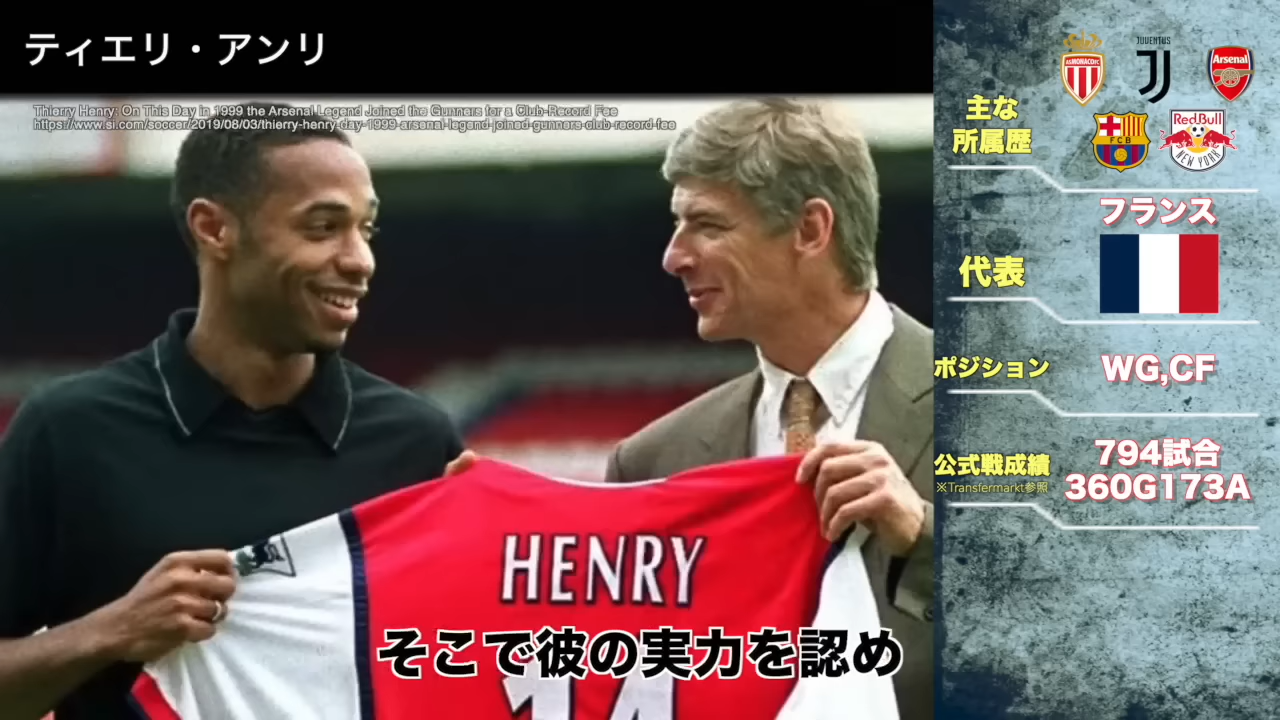 ティエリ・アンリ
Thierry Henry: On This Day in 1999 the Arsenal Legend Joined the Gunners for a Club-Record Fee
https://www.si.com/soccer/2019/08/03/thierry-henry-day-1999-arsenal-legend-joined-gunners-club-record-fee
HENRY
14
そこで彼の実力を認め
主な
所属歴
AS MONACO FC
JUVENTUS
Arsenal
FCB
Red Bull
NEW YORK
代表
フランス
ポジション
WG,CF
公式戦成績
※Transfermarkt参照
794試合
360G173A